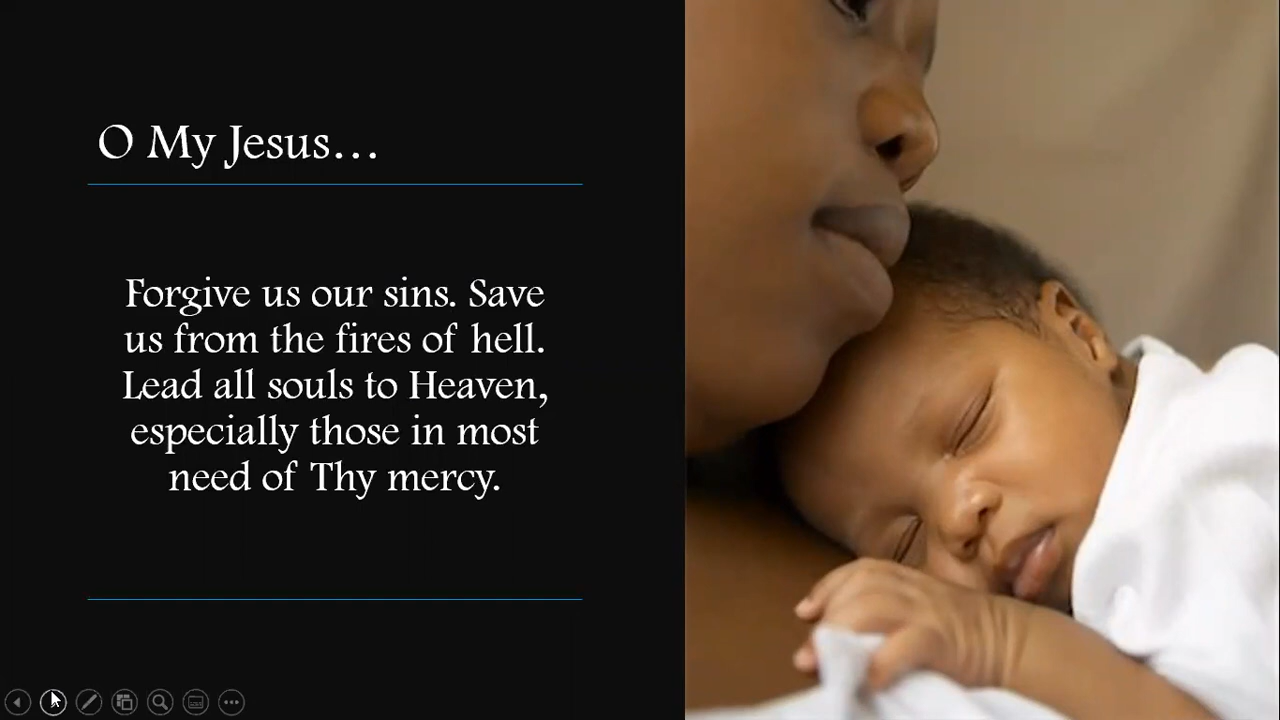 O My Jesus...
Forgive us our sins. Save
us from the fires of hell.
Lead all souls to Heaven,
especially those in most
need of Thy mercy.